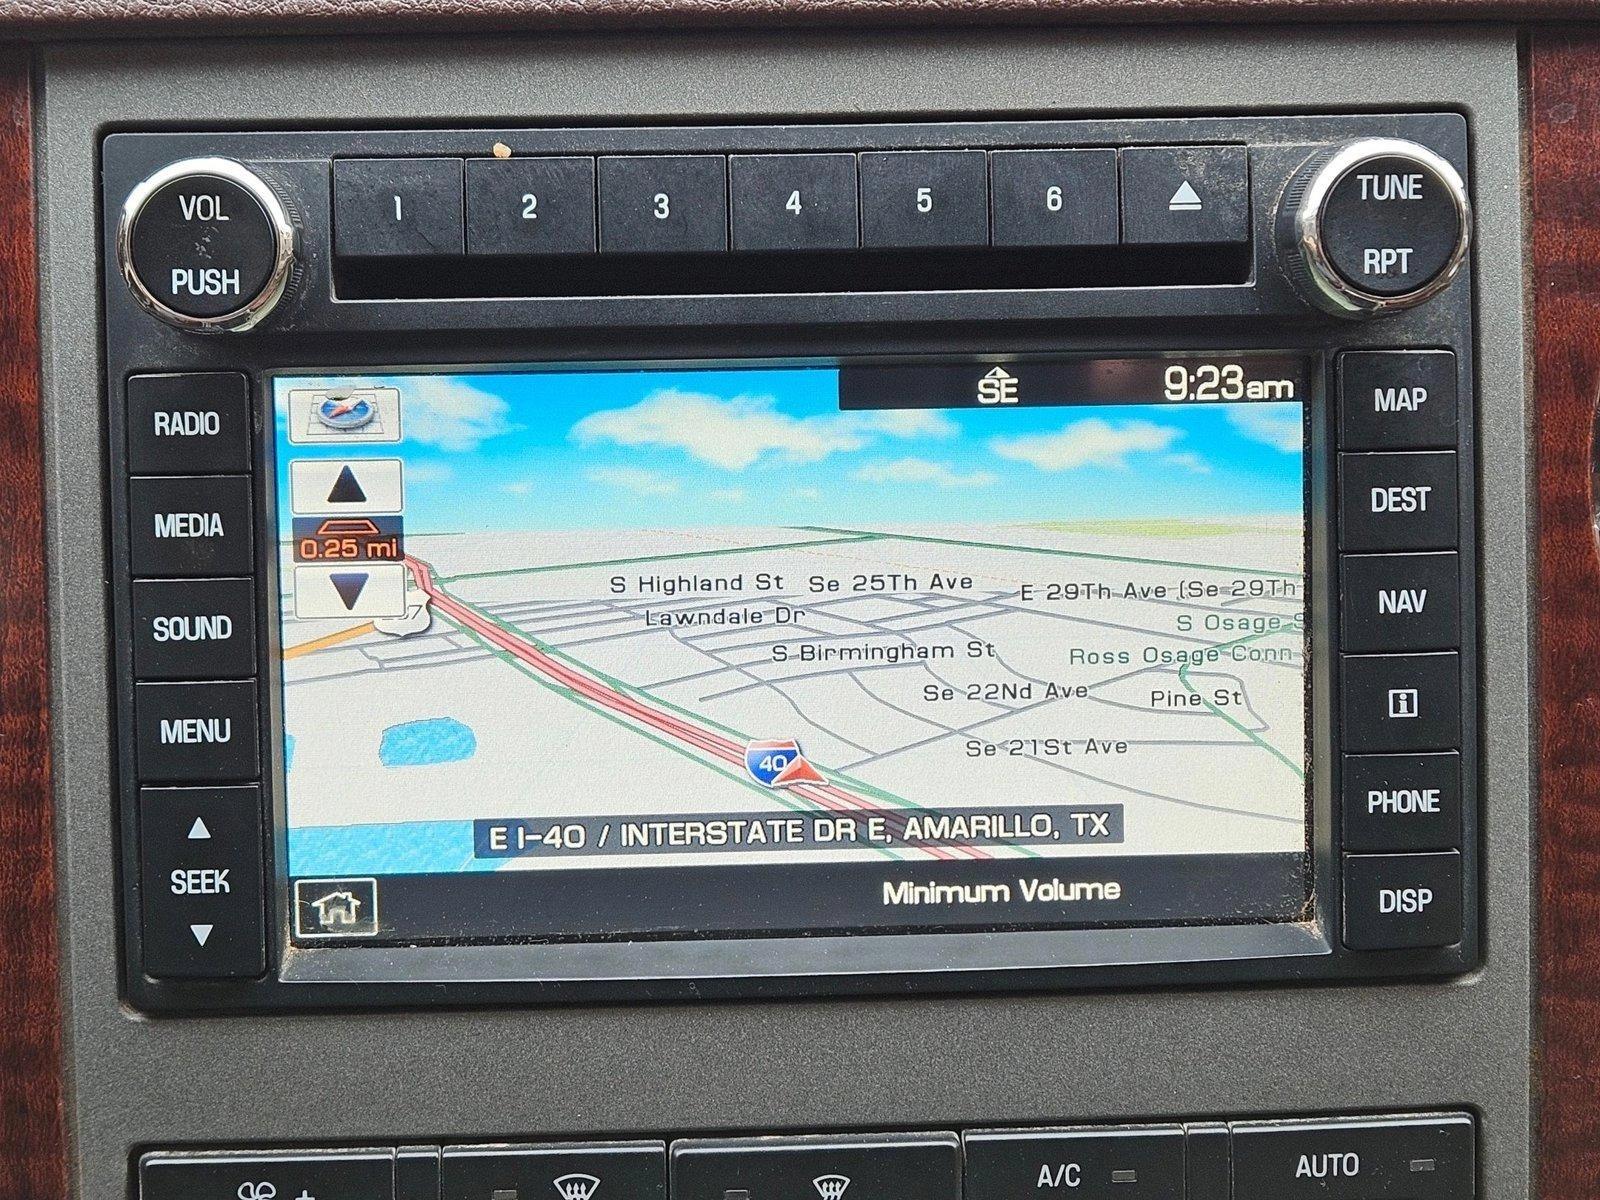 1 2 3 4 5 6
VOL
PUSH
TUNE
RPT
RADIO
MEDIA
SOUND
MENU
SEEK
SE
9:23am
0.25 mi
S Highland St
Se 25Th Ave
E 29Th Ave (Se 29Th
Lawndale Dr
S Osage S
S Birmingham St
Ross Osage Conn
Se 22Nd Ave
Pine St
Se 21St Ave
7
40
E I-40 / INTERSTATE DR E, AMARILLO, TX
Minimum Volume
MAP
DEST
NAV
i
PHONE
DISP
+
A/C
AUTO